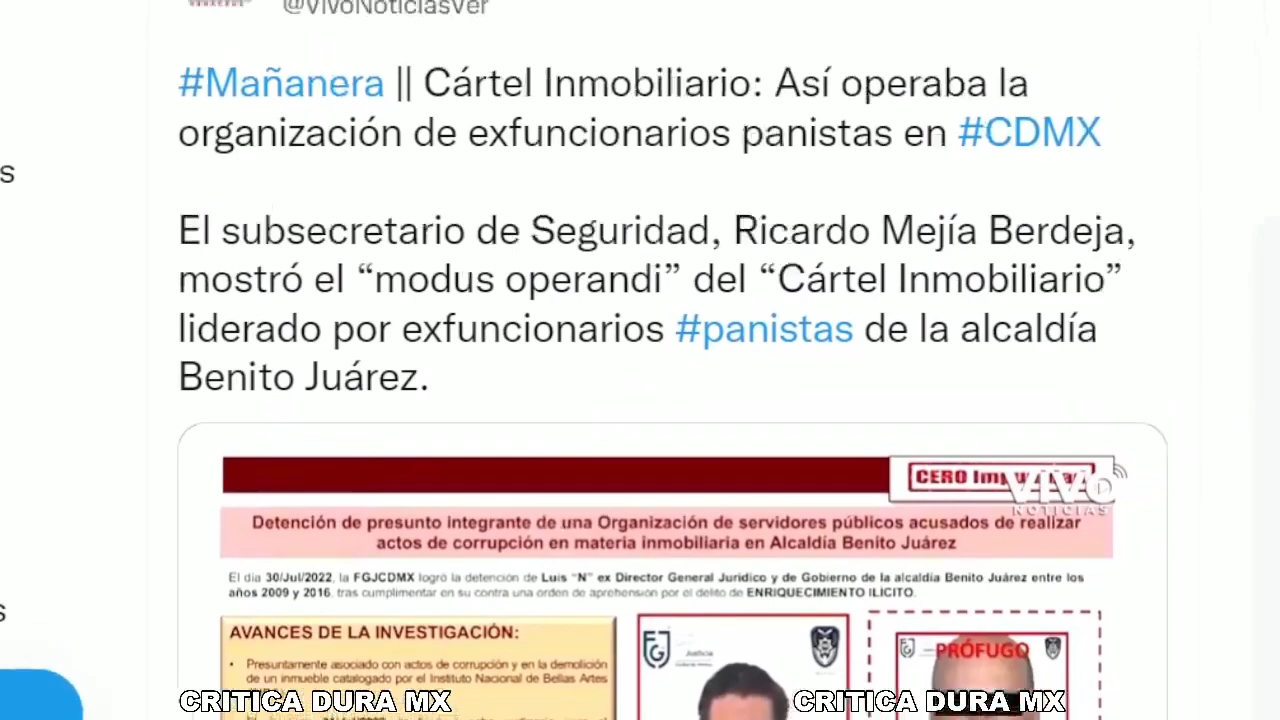 @VivoNoticiasVer
#Mañanera || Cártel Inmobiliario: Así operaba la
organización de exfuncionarios panistas en #CDMX
El subsecretario de Seguridad, Ricardo Mejía Berdeja,
mostró el “modus operandi” del “Cártel Inmobiliario”
liderado por exfuncionarios #panistas de la alcaldía
Benito Juárez.
CERO
VIVO
NOTICIAS
Detención de presunto integrante de una Organización de servidores públicos acusados de realizar
actos de corrupción en materia inmobiliaria en Alcaldía Benito Juárez
El día 30/Jul/2022, la FGJCDMX logró la detención de Luis “N” ex Director General Jurídico y de Gobierno de la alcaldía Benito Juárez entre los
años 2009 y 2016, tras cumplimentar en su contra una orden de aprehensión por el delito de ENRIQUECIMIENTO ILICITO.
AVANCES DE LA INVESTIGACIÓN:
• Presuntamente asociado con actos de corrupción y en la demolición
de un inmueble catalogado por el Instituto Nacional de Bellas Artes
FGJ
Justicia
PRÓFUGO
CRITICA DURA MX
CRITICA DURA MX